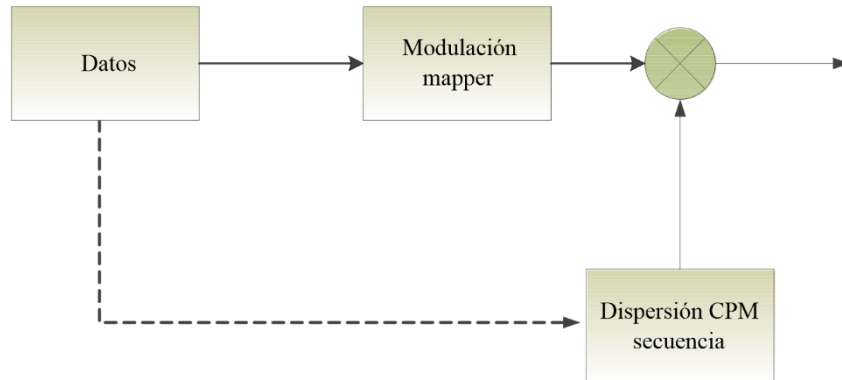 Datos
Modulación
mapper
Dispersión CPM
secuencia